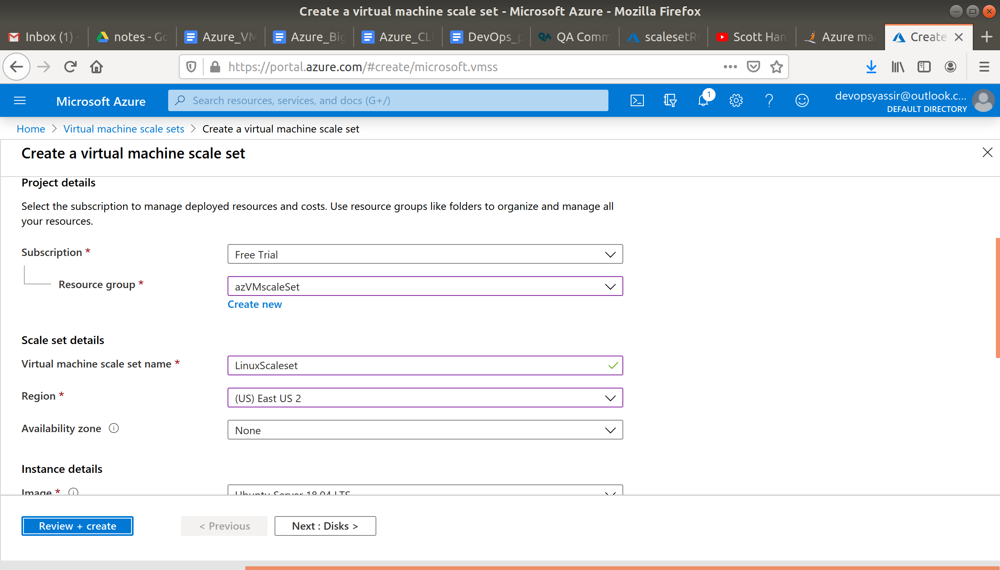 Create a virtual machine scale set - Microsoft Azure - Mozilla Firefox
Inbox (1) -
notes - Go
Azure_VM
Azure_Big
Azure_CLI
DevOps_p
QA Comm
scalesetR
Scott Han
Azure mac
Create
https://portal.azure.com/#create/microsoft.vmss
Microsoft Azure
Search resources, services, and docs (G+/)
1
devopsyassir@outlook.c...
DEFAULT DIRECTORY
Home > Virtual machine scale sets > Create a virtual machine scale set
Create a virtual machine scale set
Project details
Select the subscription to manage deployed resources and costs. Use resource groups like folders to organize and manage all
your resources.
Subscription *
Free Trial
Resource group *
azVMscaleSet
Create new
Scale set details
Virtual machine scale set name *
LinuxScaleset
Region *
(US) East US 2
Availability zone
None
Instance details
Image *
Ubuntu Server 18.04 LTS
Review + create
< Previous
Next : Disks >